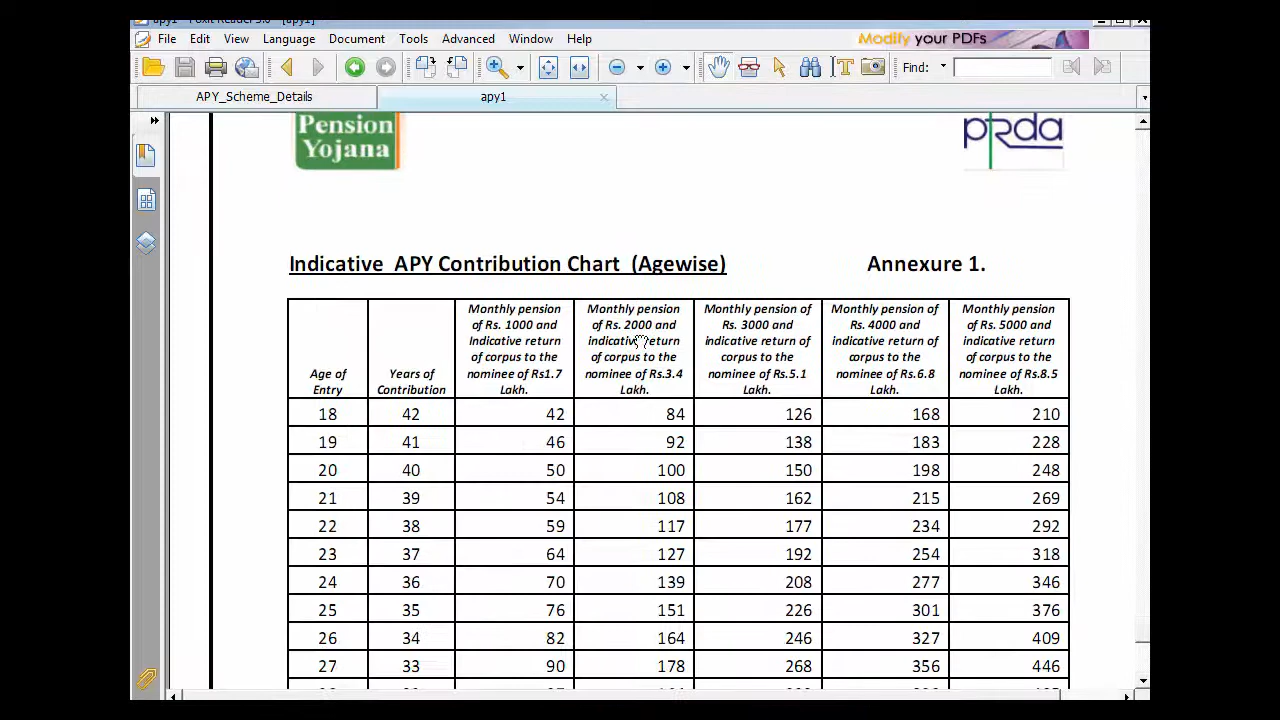 File Edit View Language Document Tools Advanced Window Help
Modify your PDFs
Find:
APY_Scheme_Details apy1
Pension
Yojana
prda
Indicative APY Contribution Chart (Agewise) Annexure 1.
Age of Entry Years of Contribution Monthly pension of Rs. 1000 and Indicative return of corpus to the nominee of Rs1.7 Lakh. Monthly pension of Rs. 2000 and indicative return of corpus to the nominee of Rs.3.4 Lakh. Monthly pension of Rs. 3000 and indicative return of corpus to the nominee of Rs.5.1 Lakh. Monthly pension of Rs. 4000 and indicative return of corpus to the nominee of Rs.6.8 Lakh. Monthly pension of Rs. 5000 and indicative return of corpus to the nominee of Rs.8.5 Lakh.
18 42 42 84 126 168 210
19 41 46 92 138 183 228
20 40 50 100 150 198 248
21 39 54 108 162 215 269
22 38 59 117 177 234 292
23 37 64 127 192 254 318
24 36 70 139 208 277 346
25 35 76 151 226 301 376
26 34 82 164 246 327 409
27 33 90 178 268 356 446